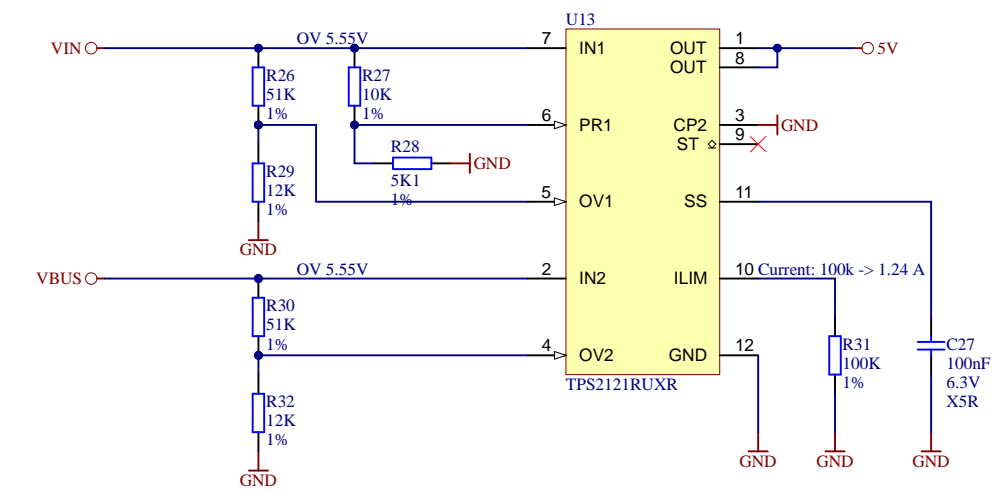 U13
VIN
OV 5.55V
7
IN1
OUT
1
5V
OUT
8
R26
51K
1%
R27
10K
1%
6
PR1
CP2
3
GND
ST
9
R28
GND
5K1
1%
R29
12K
1%
5
OV1
SS
11
GND
VBUS
OV 5.55V
2
IN2
ILIM
10
Current: 100k -> 1.24 A
R30
51K
1%
4
OV2
GND
12
TPS2121RUXR
R31
100K
1%
C27
100nF
6.3V
X5R
R32
12K
1%
GND
GND
GND
GND